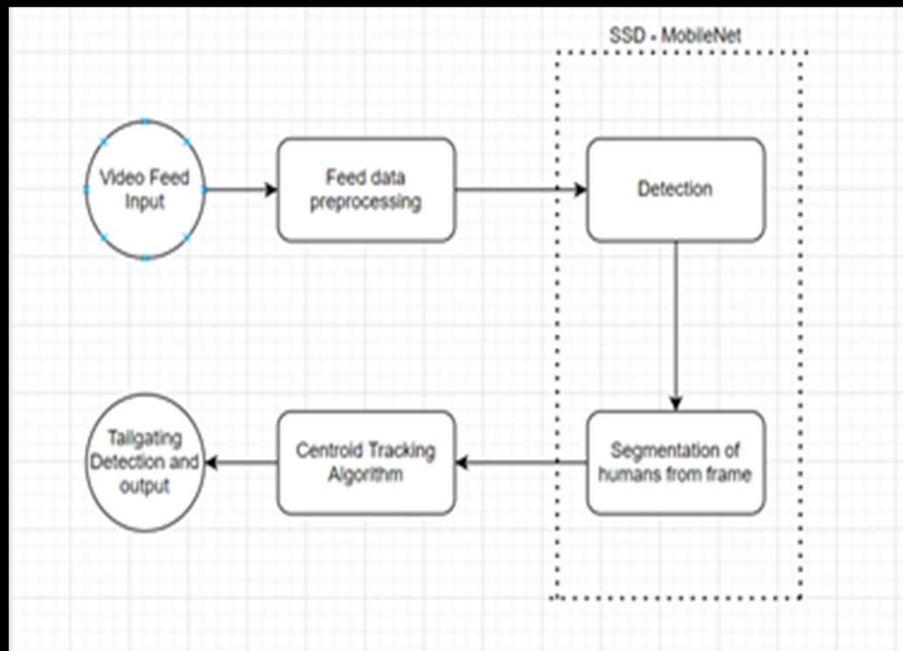 SSD - MobileNet
Video Feed
Input
Feed data
preprocessing
Detection
Tailgating
Detection and
output
Centroid Tracking
Algorithm
Segmentation of
humans from frame